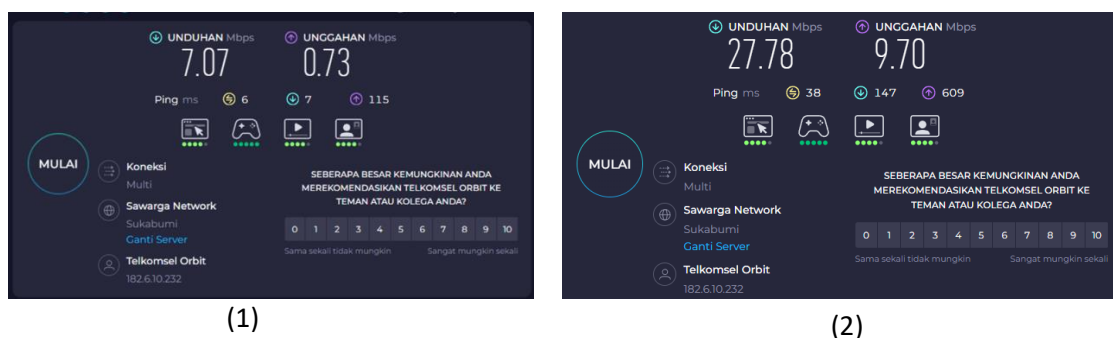 UNDUHAN Mbps
7.07
UNGGAHAN Mbps
0.73
Ping ms 6 7 115
MULAI
Koneksi
Multi
Sawarga Network
Sukabumi
Ganti Server
Telkomsel Orbit
182.6.10.232
SEBERAPA BESAR KEMUNGKINAN ANDA
MEREKOMENDASIKAN TELKOMSEL ORBIT KE
TEMAN ATAU KOLEGA ANDA?
0 1 2 3 4 5 6 7 8 9 10
Sama sekali tidak mungkin Sangat mungkin sekali
(1)
UNDUHAN Mbps
27.78
UNGGAHAN Mbps
9.70
Ping ms 38 147 609
MULAI
Koneksi
Multi
Sawarga Network
Sukabumi
Ganti Server
Telkomsel Orbit
182.6.10.232
SEBERAPA BESAR KEMUNGKINAN ANDA
MEREKOMENDASIKAN TELKOMSEL ORBIT KE
TEMAN ATAU KOLEGA ANDA?
0 1 2 3 4 5 6 7 8 9 10
Sama sekali tidak mungkin Sangat mungkin sekali
(2)